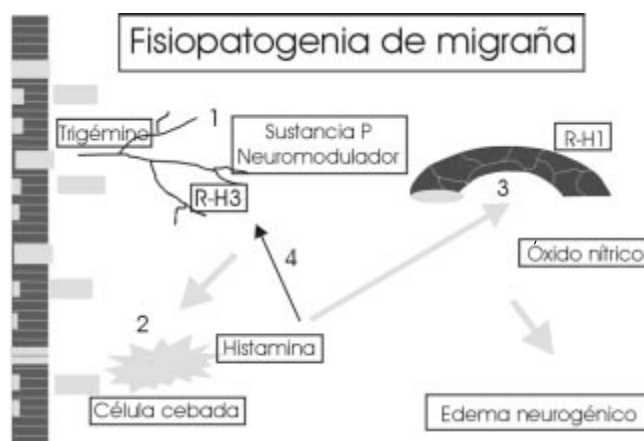 Fisiopatogenia de migraña
1
Trigémino
Sustancia P
Neuromodulador
R-H1
R-H3
3
4
Óxido nítrico
2
Histamina
Célula cebada
Edema neurogénico